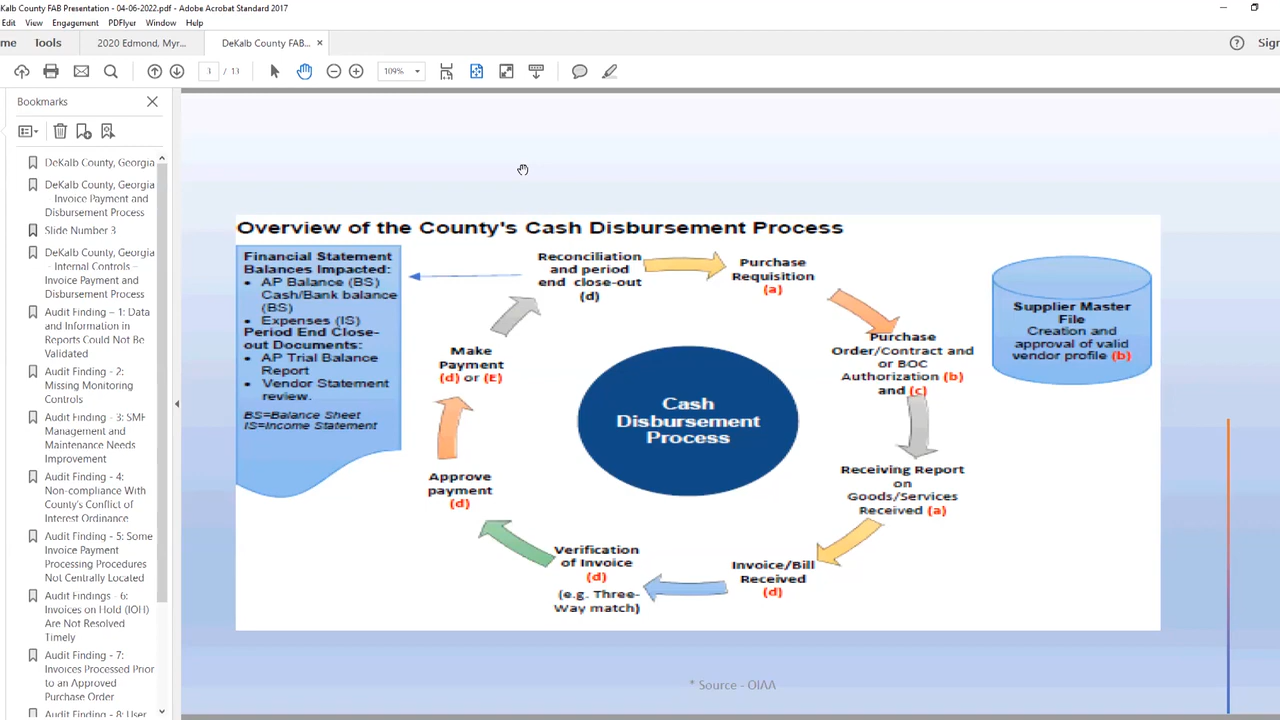 Kalb County FAB Presentation - 04-06-2022.pdf - Adobe Acrobat Standard 2017
Edit View Engagement PDFlyer Window Help
me Tools 2020 Edmond, Myr... DeKalb County FAB... ×
Sign
/ 13
109%
Bookmarks
DeKalb County, Georgia
DeKalb County, Georgia
Invoice Payment and
Disbursement Process
Slide Number 3
DeKalb County, Georgia
- Internal Controls –
Invoice Payment and
Disbursement Process
Audit Finding – 1: Data
and Information in
Reports Could Not Be
Validated
Audit Finding - 2:
Missing Monitoring
Controls
Audit Finding - 3: SMF
Management and
Maintenance Needs
Improvement
Audit Finding - 4:
Non-compliance With
County's Conflict of
Interest Ordinance
Audit Finding - 5: Some
Invoice Payment
Processing Procedures
Not Centrally Located
Audit Findings - 6:
Invoices on Hold (IOH)
Are Not Resolved
Timely
Audit Finding - 7:
Invoices Processed Prior
to an Approved
Purchase Order
Audit Finding - 8: User
Overview of the County's Cash Disbursement Process
Financial Statement
Balances Impacted:
• AP Balance (BS)
Cash/Bank balance
(BS)
• Expenses (IS)
Period End Close-
out Documents:
• AP Trial Balance
Report
• Vendor Statement
review.
BS=Balance Sheet
IS=Income Statement
Reconciliation
and period
end close-out
(d)
Purchase
Requisition
(a)
Purchase
Order/Contract and
or BOC
Authorization (b)
and (c)
Receiving Report
on
Goods/Services
Received (a)
Invoice/Bill
Received
(d)
Verification
of Invoice
(d)
(e.g. Three-
Way match)
Approve
payment
(d)
Make
Payment
(d) or (E)
Cash
Disbursement
Process
Supplier Master
File
Creation and
approval of valid
vendor profile (b)
* Source - OIAA